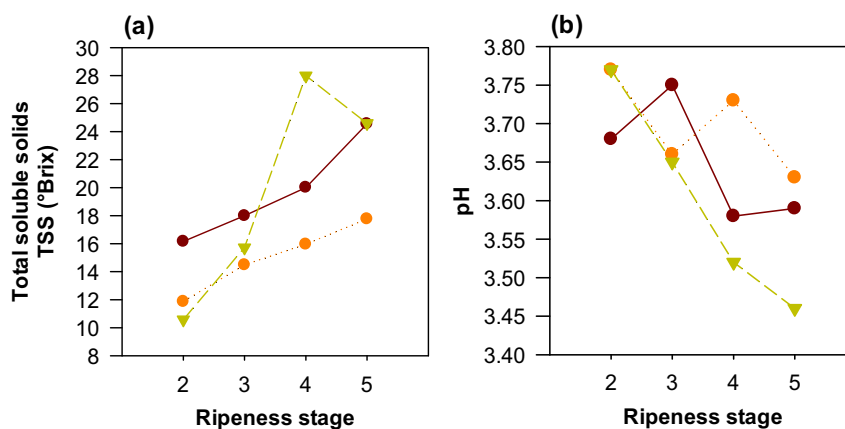 (a)
Total soluble solids
TSS (°Brix)
30
28
26
24
22
20
18
16
14
12
10
8
2 3 4 5
Ripeness stage
(b)
pH
3.80
3.75
3.70
3.65
3.60
3.55
3.50
3.45
3.40
2 3 4 5
Ripeness stage